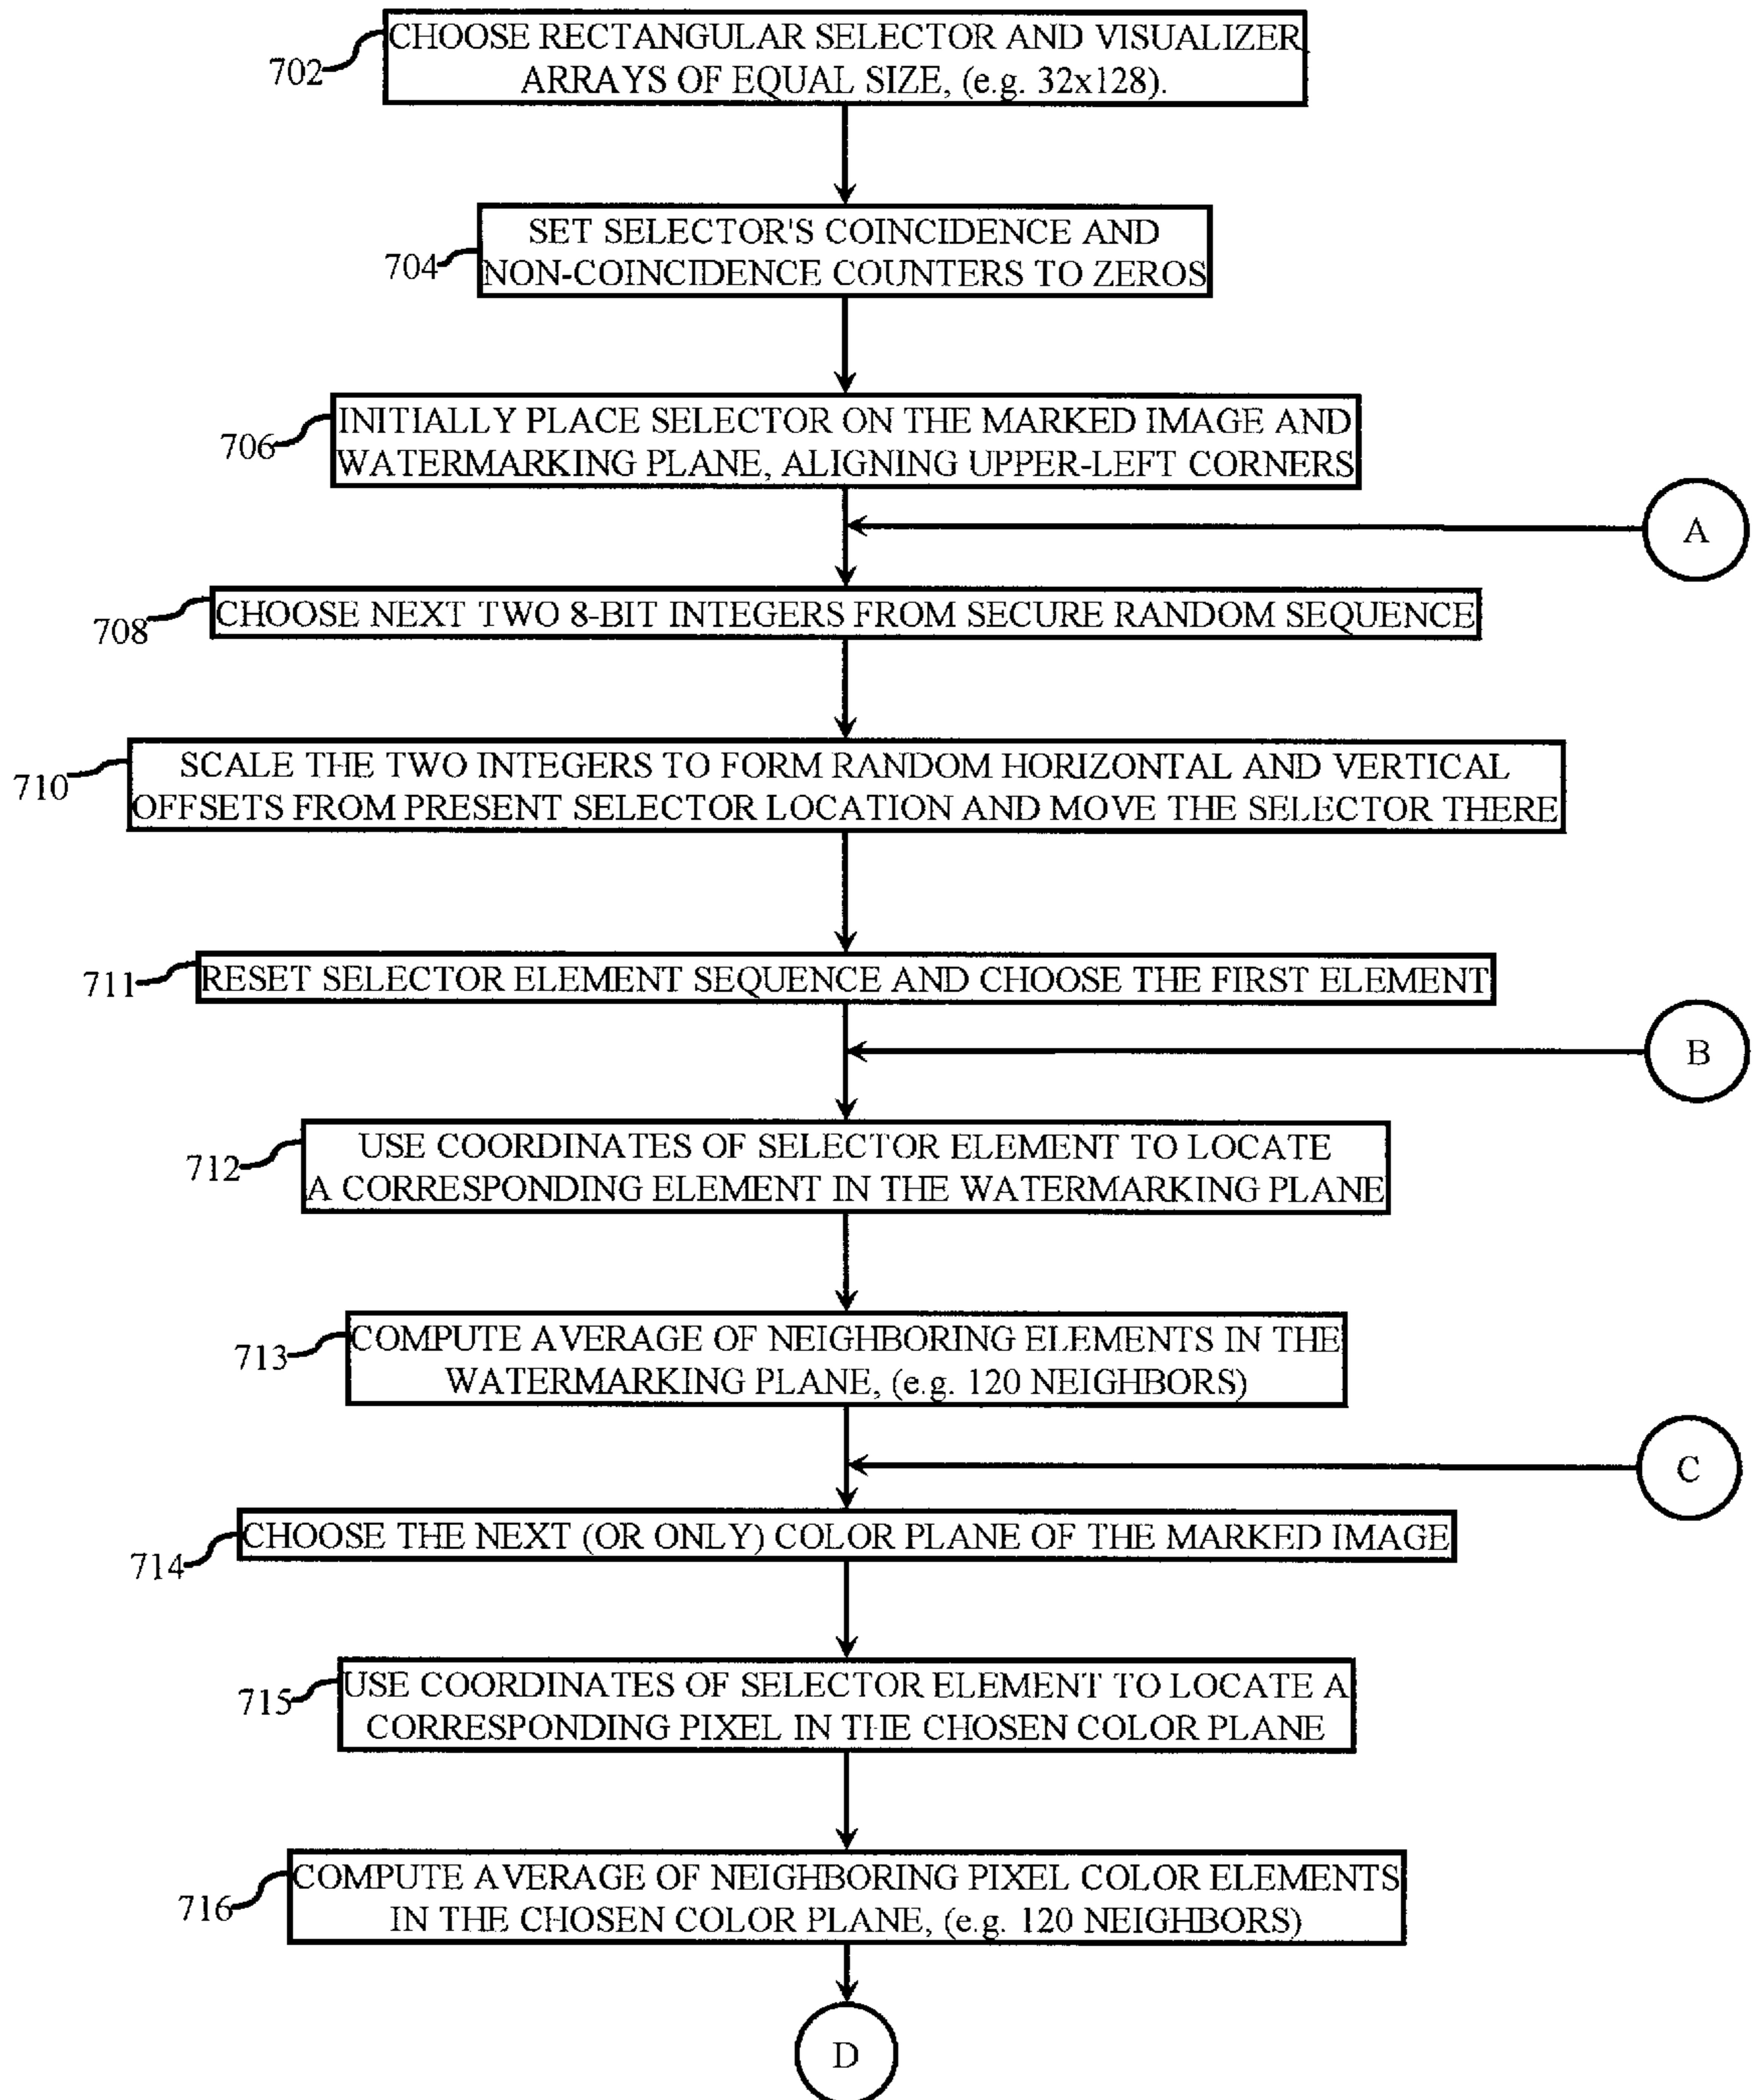 702
CHOOSE RECTANGULAR SELECTOR AND VISUALIZER
ARRAYS OF EQUAL SIZE, (e.g. 32x128).
704
SET SELECTOR'S COINCIDENCE AND
NON-COINCIDENCE COUNTERS TO ZEROS
706
INITIALLY PLACE SELECTOR ON THE MARKED IMAGE AND
WATERMARKING PLANE, ALIGNING UPPER-LEFT CORNERS
A
708
CHOOSE NEXT TWO 8-BIT INTEGERS FROM SECURE RANDOM SEQUENCE
710
SCALE THE TWO INTEGERS TO FORM RANDOM HORIZONTAL AND VERTICAL
OFFSETS FROM PRESENT SELECTOR LOCATION AND MOVE THE SELECTOR THERE
711
RESET SELECTOR ELEMENT SEQUENCE AND CHOOSE THE FIRST ELEMENT
B
712
USE COORDINATES OF SELECTOR ELEMENT TO LOCATE
A CORRESPONDING ELEMENT IN THE WATERMARKING PLANE
713
COMPUTE AVERAGE OF NEIGHBORING ELEMENTS IN THE
WATERMARKING PLANE, (e.g. 120 NEIGHBORS)
C
714
CHOOSE THE NEXT (OR ONLY) COLOR PLANE OF THE MARKED IMAGE
715
USE COORDINATES OF SELECTOR ELEMENT TO LOCATE A
CORRESPONDING PIXEL IN THE CHOSEN COLOR PLANE
716
COMPUTE AVERAGE OF NEIGHBORING PIXEL COLOR ELEMENTS
IN THE CHOSEN COLOR PLANE, (e.g. 120 NEIGHBORS)
D